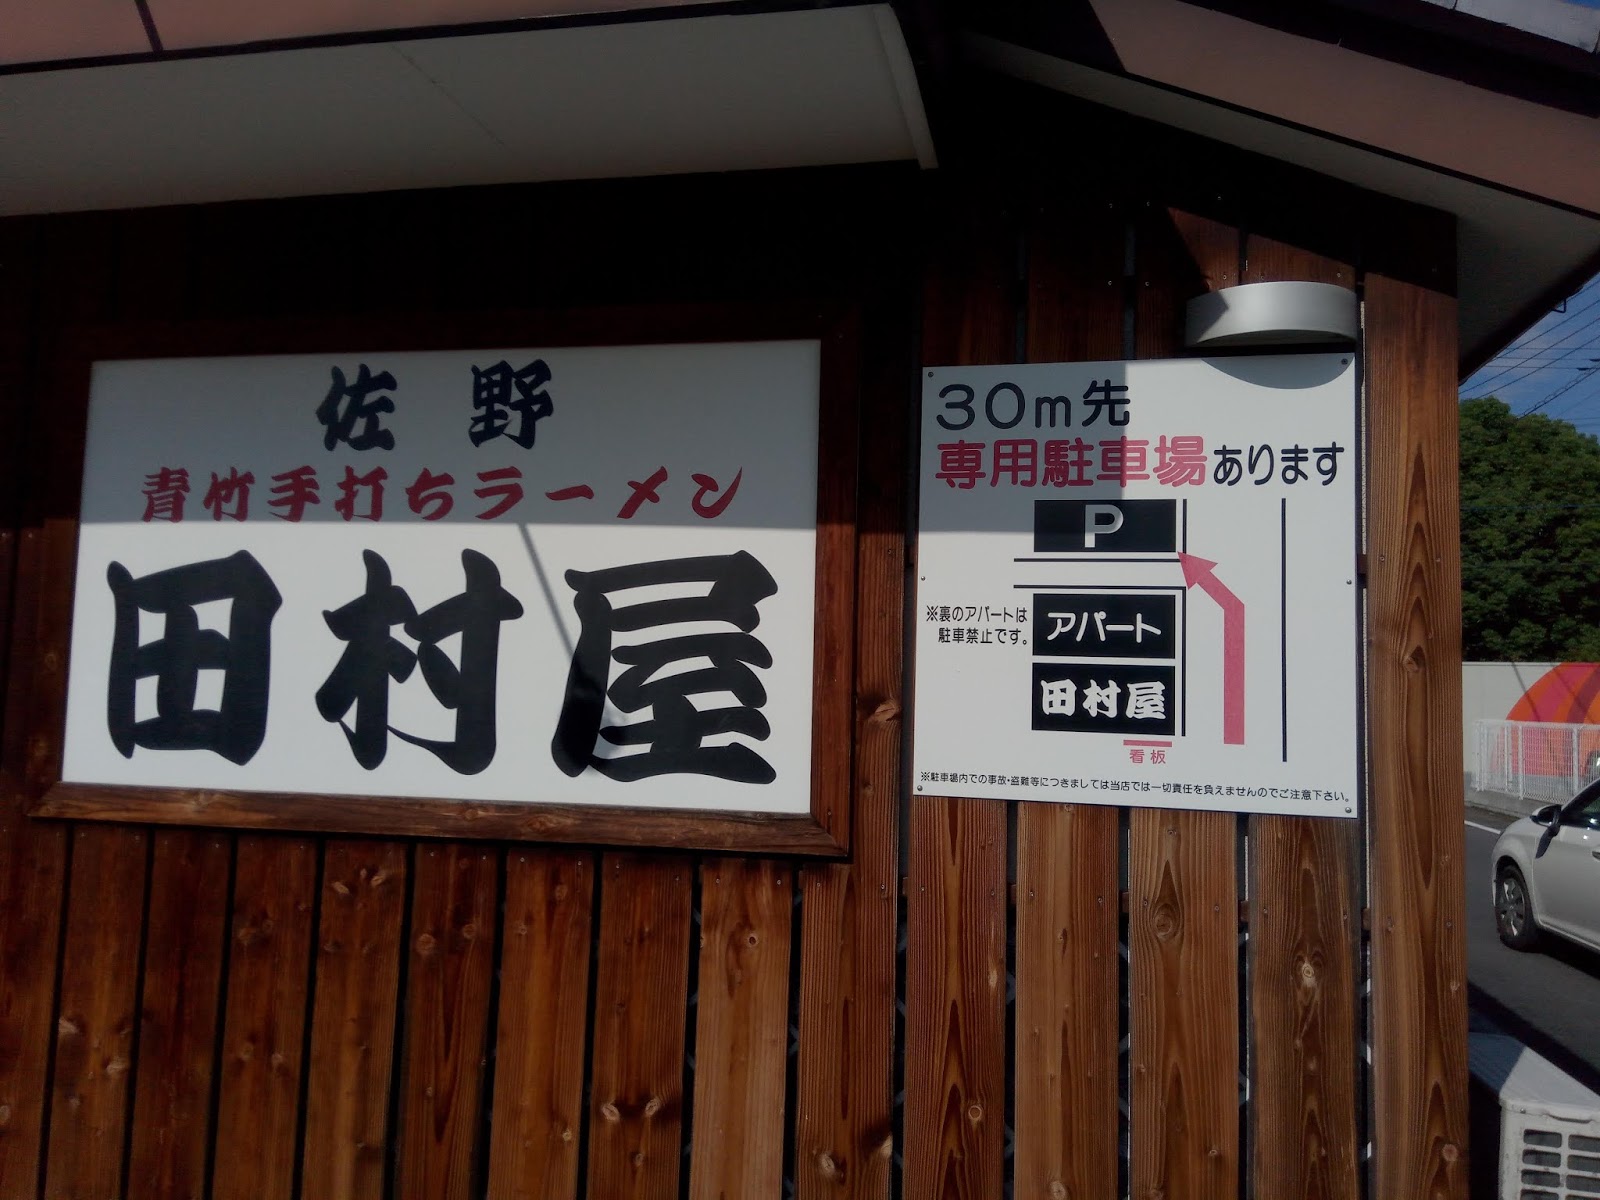 佐野
青竹手打ちラーメン
田村屋
30m先
専用駐車場あります
P
※裏のアパートは
駐車禁止です。
アパート
田村屋
看板
※駐車場内での事故・盗難等につきましては当店では一切責任を負えませんのでご注意下さい。